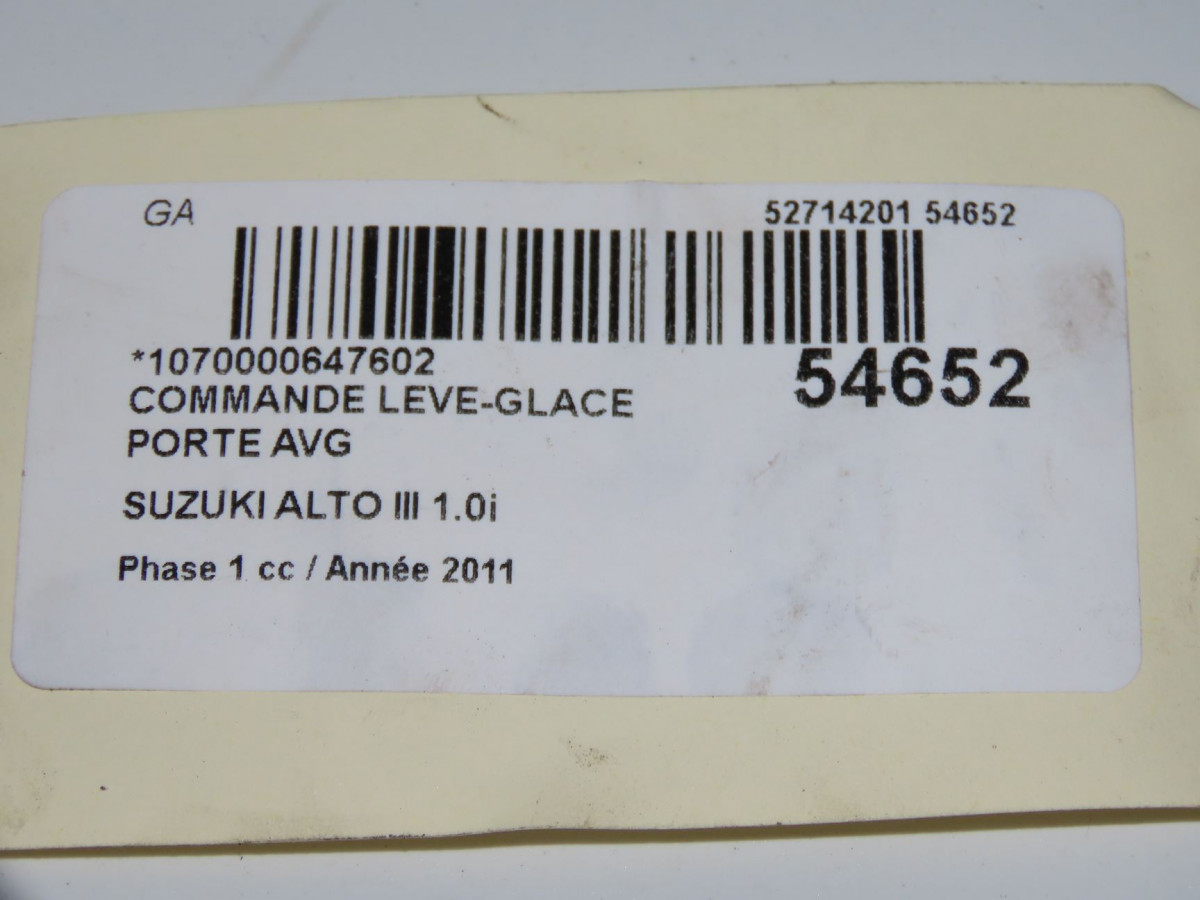 GA
52714201 54652
*1070000647602
54652
COMMANDE LEVE-GLACE
PORTE AVG
SUZUKI ALTO III 1.0i
Phase 1 cc / Année 2011